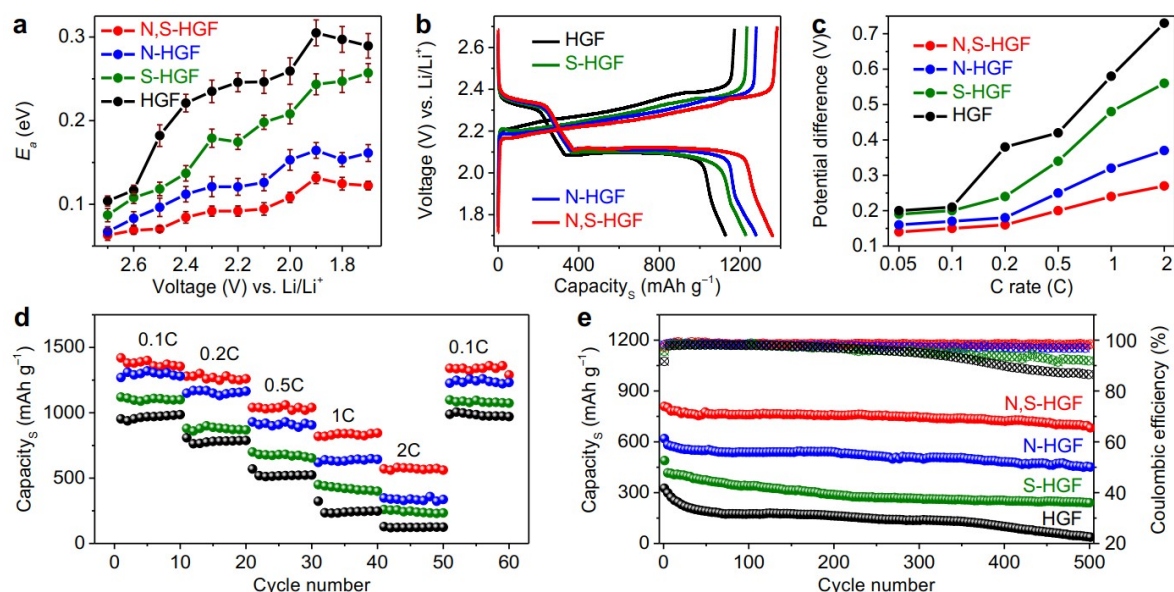 a
N,S-HGF
N-HGF
S-HGF
HGF
0.3
0.2
0.1
Eₐ (eV)
2.6 2.4 2.2 2.0 1.8
Voltage (V) vs. Li/Li⁺
b
HGF
S-HGF
N-HGF
N,S-HGF
2.6
2.3
2.0
1.7
Voltage (V) vs. Li/Li⁺
0 400 800 1200
Capacityₛ (mAh g⁻¹)
c
N,S-HGF
N-HGF
S-HGF
HGF
0.7
0.6
0.5
0.4
0.3
0.2
0.1
Potential difference (V)
0.05 0.1 0.2 0.5 1 2
C rate (C)
d
0.1C
0.2C
0.5C
1C
2C
0.1C
1500
1000
500
0
Capacityₛ (mAh g⁻¹)
0 10 20 30 40 50 60
Cycle number
e
N,S-HGF
N-HGF
S-HGF
HGF
1200
900
600
300
0
Capacityₛ (mAh g⁻¹)
100
80
60
40
20
Coulombic efficiency (%)
0 100 200 300 400 500
Cycle number